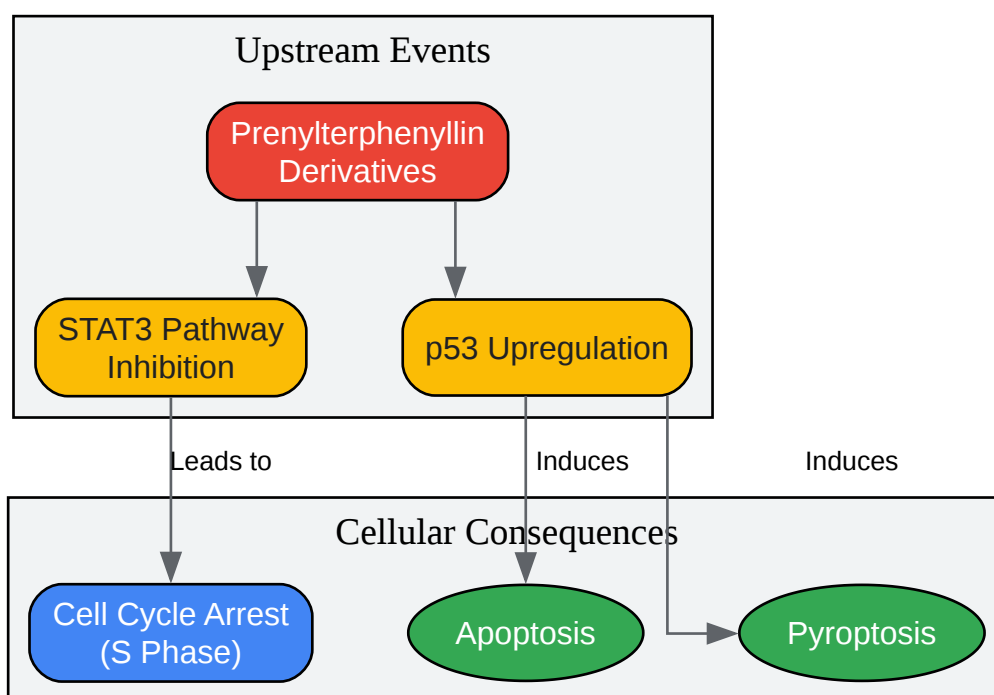 Upstream Events
Prenylterphenyllin
Derivatives
STAT3 Pathway
Inhibition
p53 Upregulation
Leads to
Induces
Induces
Cellular Consequences
Cell Cycle Arrest
(S Phase)
Apoptosis
Pyroptosis